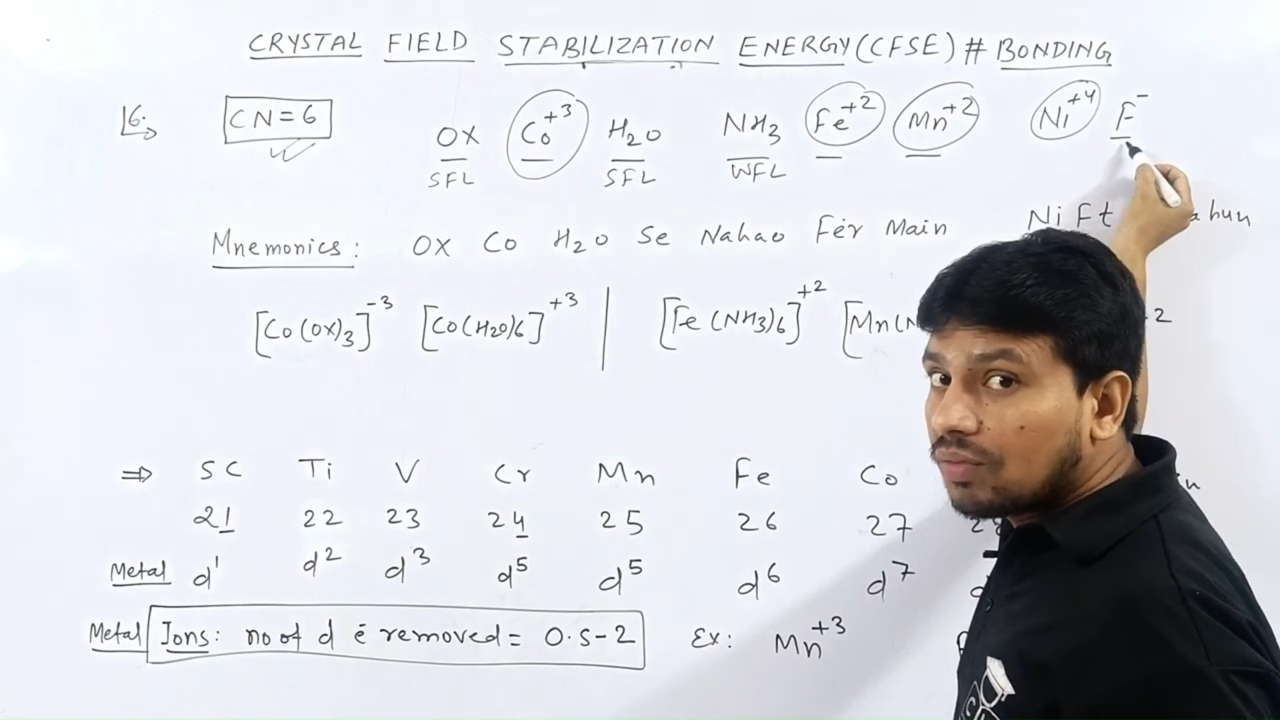 CRYSTAL FIELD STABILIZATION ENERGY (CFSE) # BONDING
16. CN=6 OX Co+3 H2O NH3 Fe+2 Mn+2 Ni+4 F-
SFL SFL WFL
Mnemonics: OX Co H2O Se Nahao Fer Main Ni Ft ahun
[Co(OX)3]-3 [Co(H2O)6]+3 | [Fe(NH3)6]+2 [Mn(N -2
⇒ SC Ti V Cr Mn Fe Co
21 22 23 24 25 26 27
Metal d1 d2 d3 d5 d5 d6 d7 d
Metal Ions: no of d ē removed = O.S-2 Ex: Mn+3